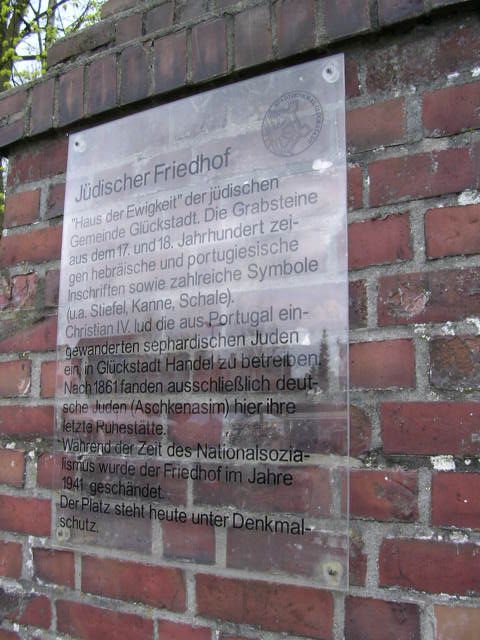 Jüdischer Friedhof
"Haus der Ewigkeit" der jüdischen
Gemeinde Glückstadt. Die Grabsteine
aus dem 17. und 18. Jahrhundert zei-
gen hebräische und portugiesische
Inschriften sowie zahlreiche Symbole
(u.a. Stiefel, Kanne, Schale).
Christian IV. lud die aus Portugal ein-
gewanderten sephardischen Juden
ein, in Glückstadt Handel zu betreiben.
Nach 1861 fanden ausschließlich deut-
sche Juden (Aschkenasim) hier ihre
letzte Ruhestätte.
Während der Zeit des Nationalsozia-
lismus wurde der Friedhof im Jahre
1941 geschändet.
Der Platz steht heute unter Denkmal-
schutz.